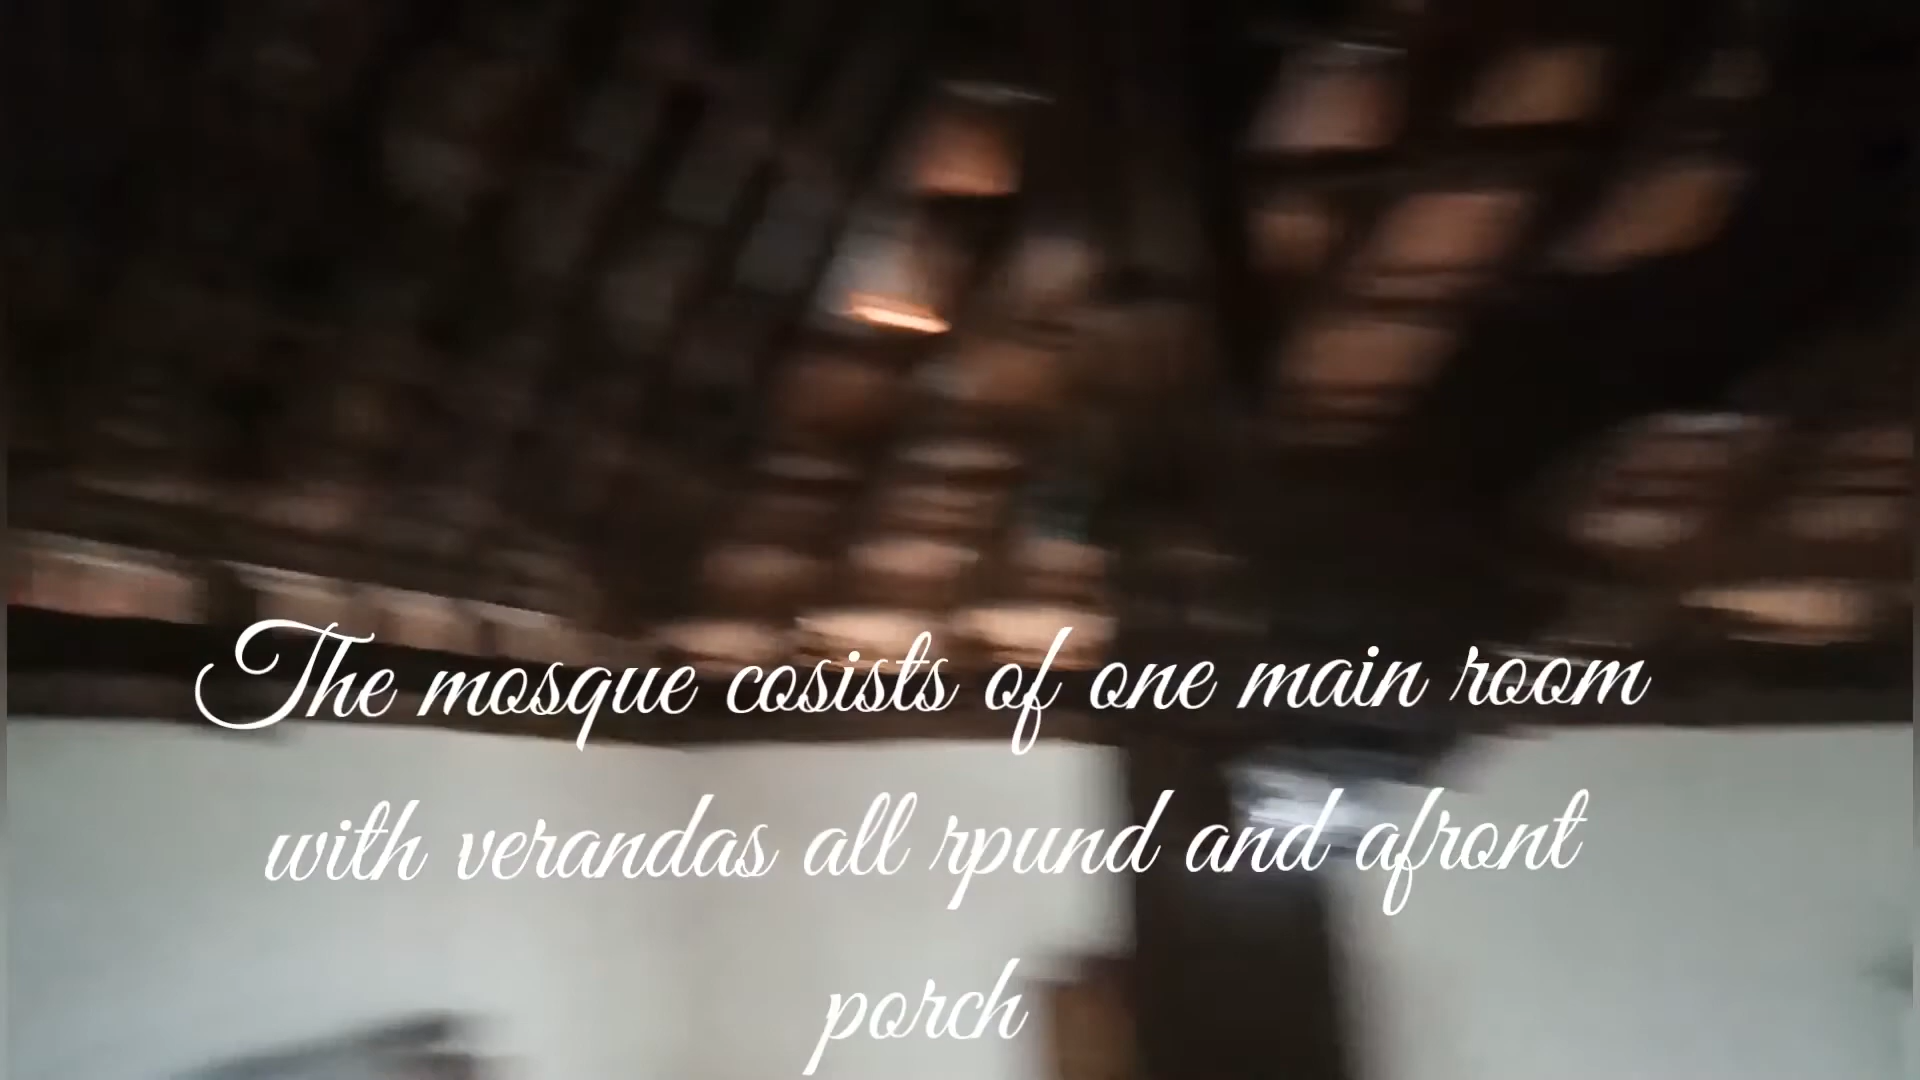 The mosque cosists of one main room
with verandas all rpund and afront
porch